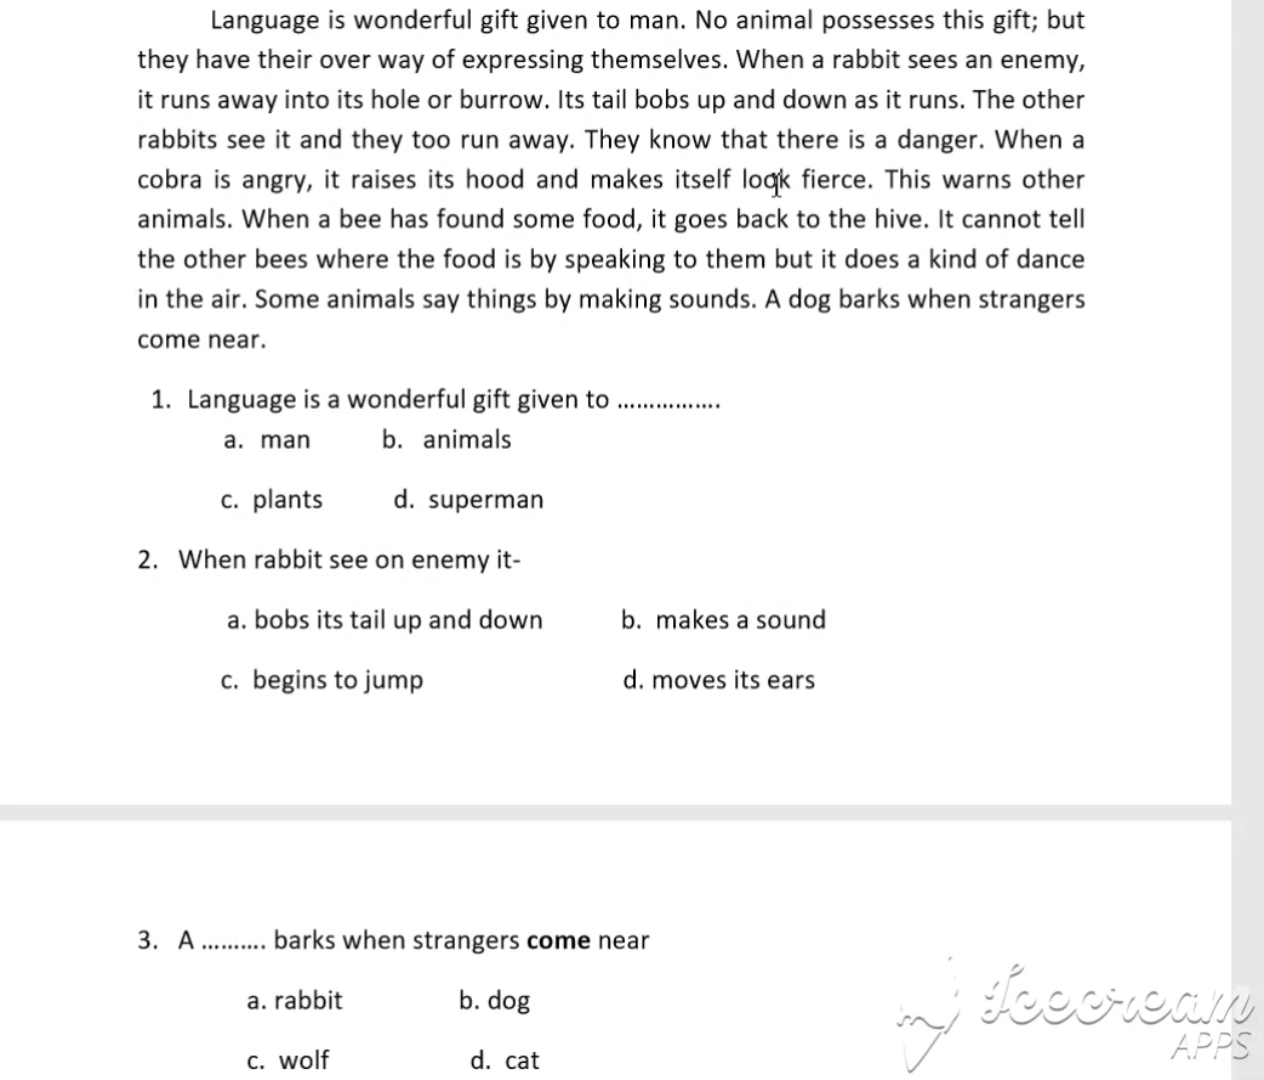 Language is wonderful gift given to man. No animal possesses this gift; but
they have their over way of expressing themselves. When a rabbit sees an enemy,
it runs away into its hole or burrow. Its tail bobs up and down as it runs. The other
rabbits see it and they too run away. They know that there is a danger. When a
cobra is angry, it raises its hood and makes itself look fierce. This warns other
animals. When a bee has found some food, it goes back to the hive. It cannot tell
the other bees where the food is by speaking to them but it does a kind of dance
in the air. Some animals say things by making sounds. A dog barks when strangers
come near.
1. Language is a wonderful gift given to ................
a. man b. animals
c. plants d. superman
2. When rabbit see on enemy it-
a. bobs its tail up and down b. makes a sound
c. begins to jump d. moves its ears
3. A .......... barks when strangers come near
a. rabbit b. dog
c. wolf d. cat
Icecream
APPS